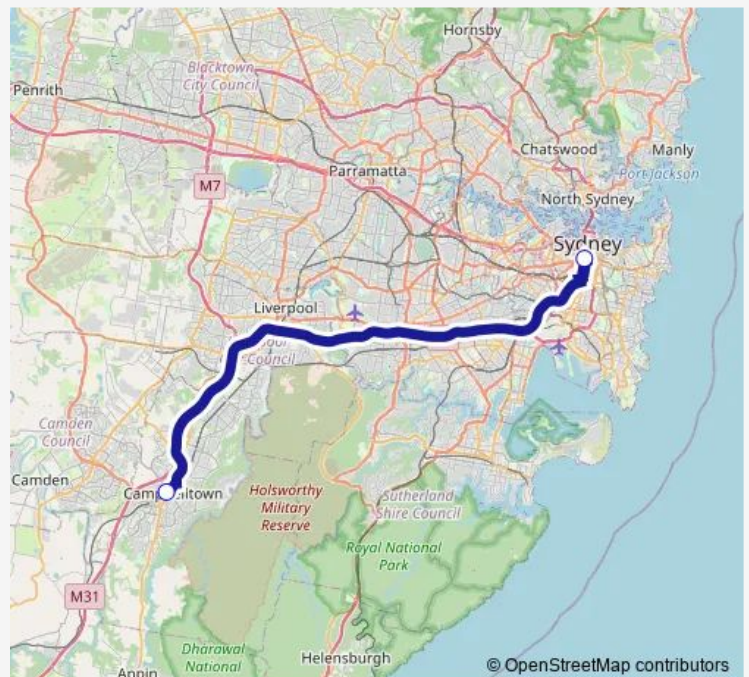 Hornsby
Blacktown
City Council
Penrith
Chatswood
Manly
Parramatta
Port Jackson
M7
North Sydney
Sydney
Liverpool
Council
Camden
Council
Camden
Holsworthy
Military
Reserve
Sutherland
Shire Council
Royal National
Park
M31
Dharawal
National
Helensburgh
Appin
© OpenStreetMap contributors